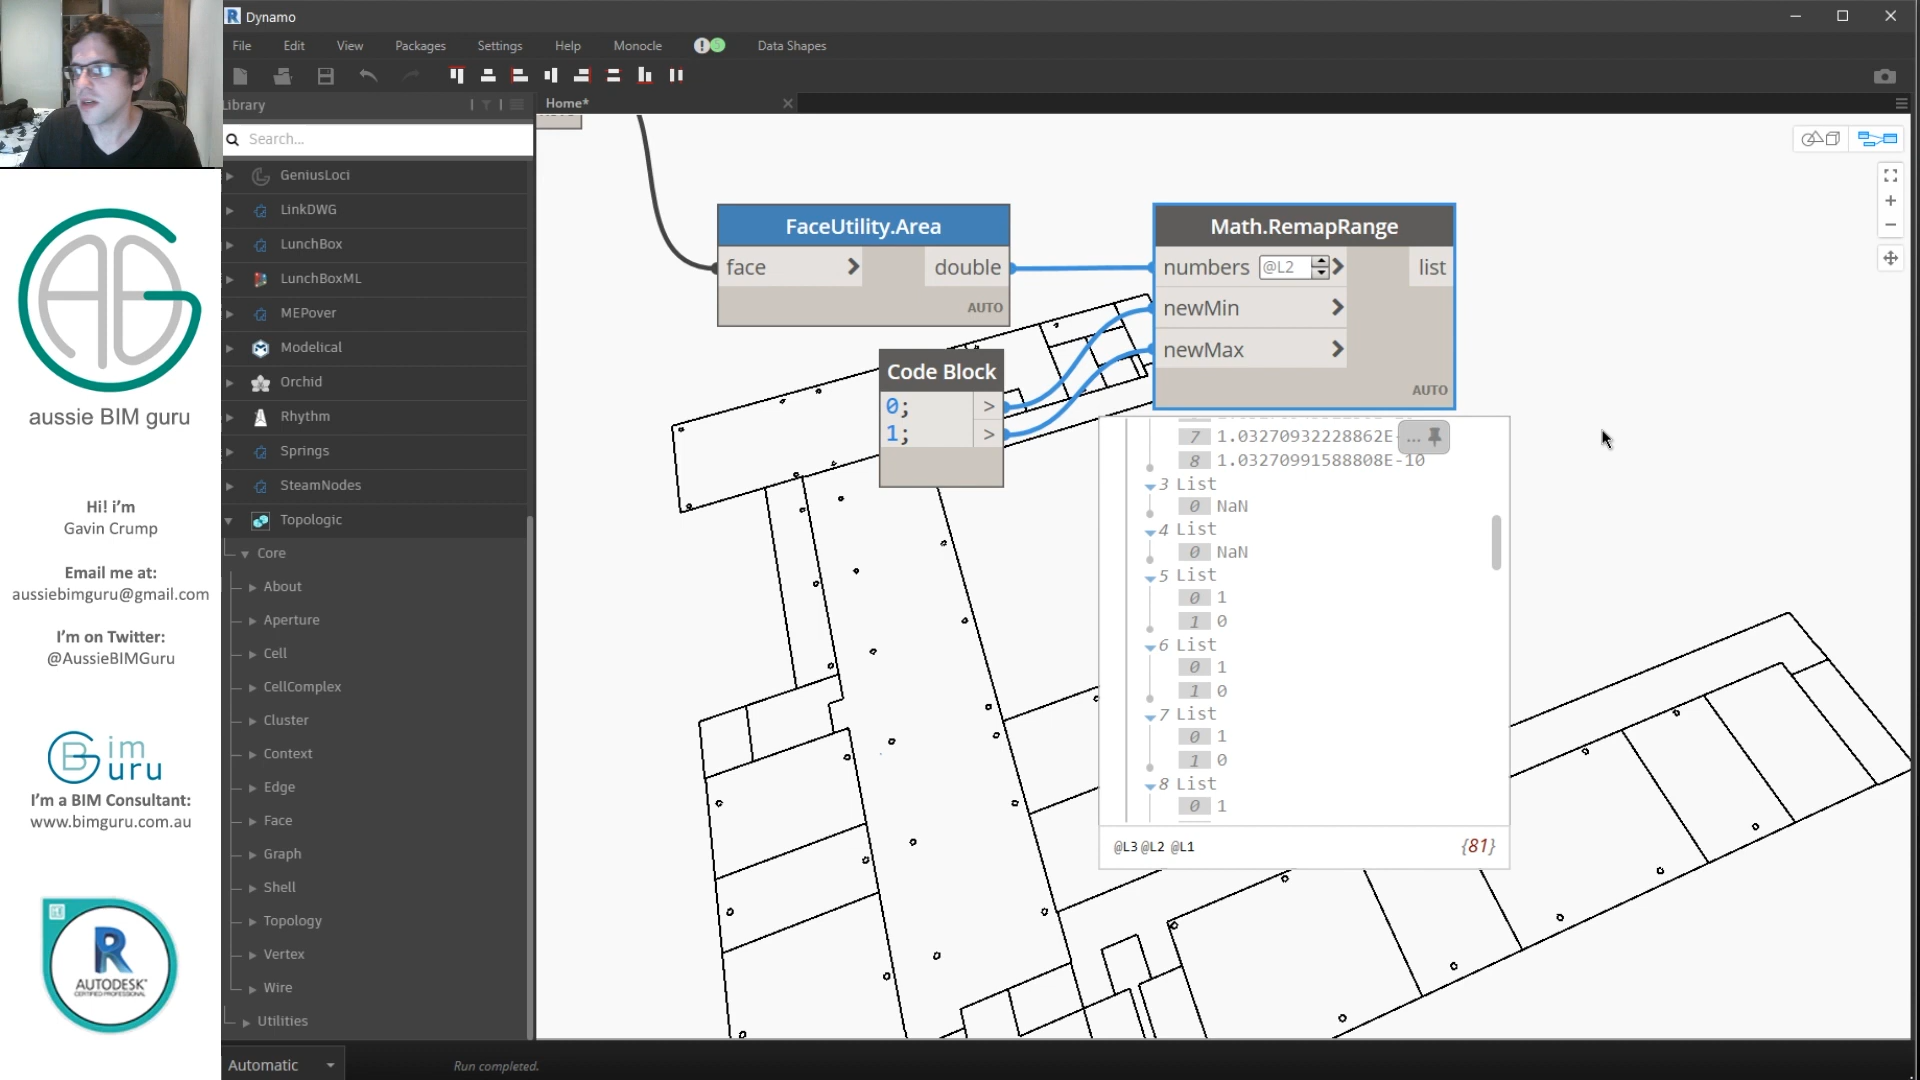 Dynamo
File Edit View Packages Settings Help Monocle Data Shapes
Library
Home*
Search...
GeniusLoci
LinkDWG
LunchBox
LunchBoxML
MEPover
Modelical
Orchid
Rhythm
Springs
SteamNodes
Topologic
Core
About
Aperture
Cell
CellComplex
Cluster
Context
Edge
Face
Graph
Shell
Topology
Vertex
Wire
Utilities
Automatic
Run completed.
FaceUtility.Area
face > double
AUTO
Math.RemapRange
numbers @L2 > list
newMin >
newMax >
AUTO
Code Block
0; >
1; >
7 1.03270932228862E-
...
8 1.03270991588808E-10
3 List
0 NaN
4 List
0 NaN
5 List
0 1
1 0
6 List
0 1
1 0
7 List
0 1
1 0
8 List
0 1
@L3 @L2 @L1 {81}
aussie BIM guru
Hi! i'm
Gavin Crump
Email me at:
aussiebimguru@gmail.com
I'm on Twitter:
@AussieBIMGuru
Bim
Guru
I'm a BIM Consultant:
www.bimguru.com.au
R
AUTODESK
CERTIFIED PROFESSIONAL